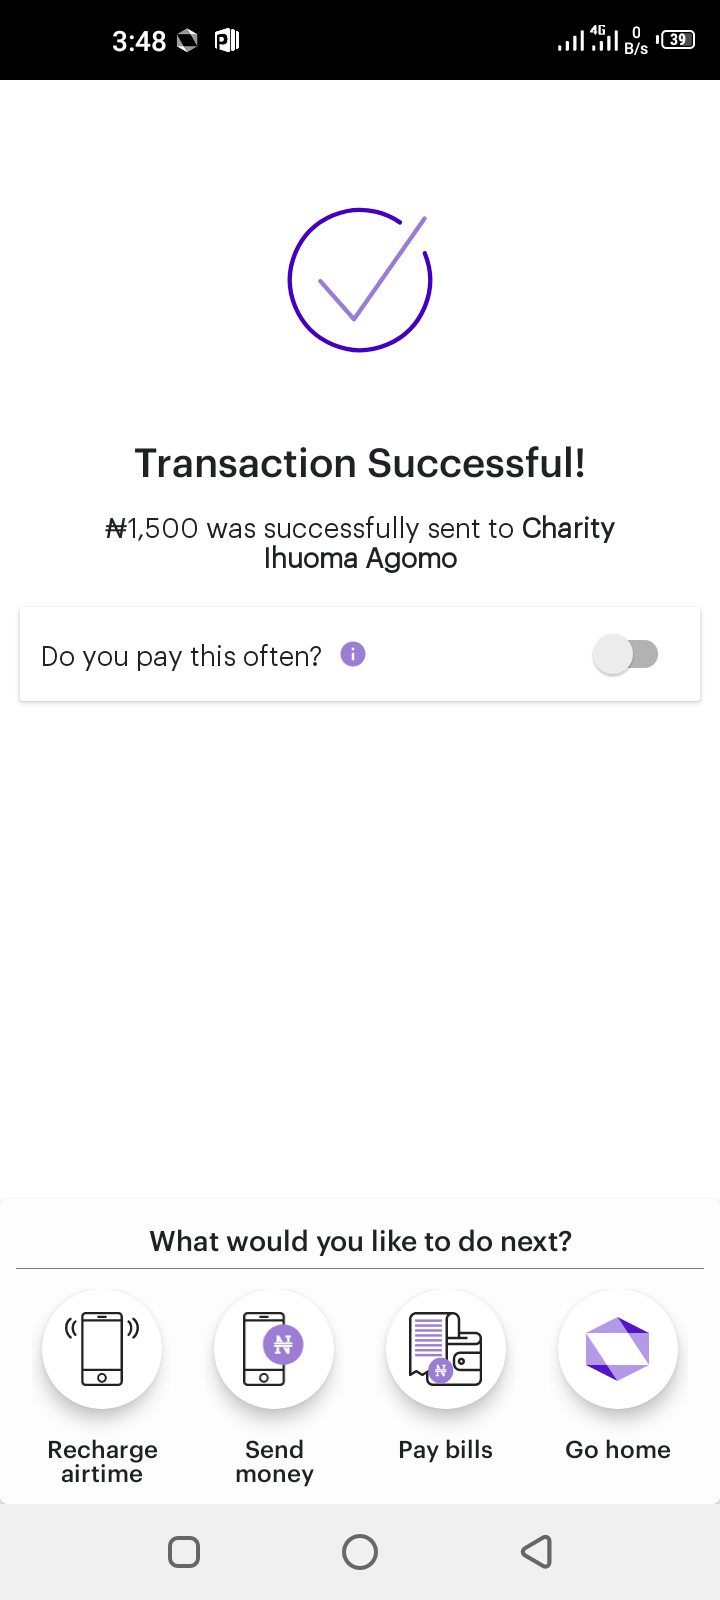 3:48
4G
0
B/s
39
Transaction Successful!
₦1,500 was successfully sent to Charity
Ihuoma Agomo
Do you pay this often?
What would you like to do next?
Recharge
airtime
Send
money
Pay bills
Go home